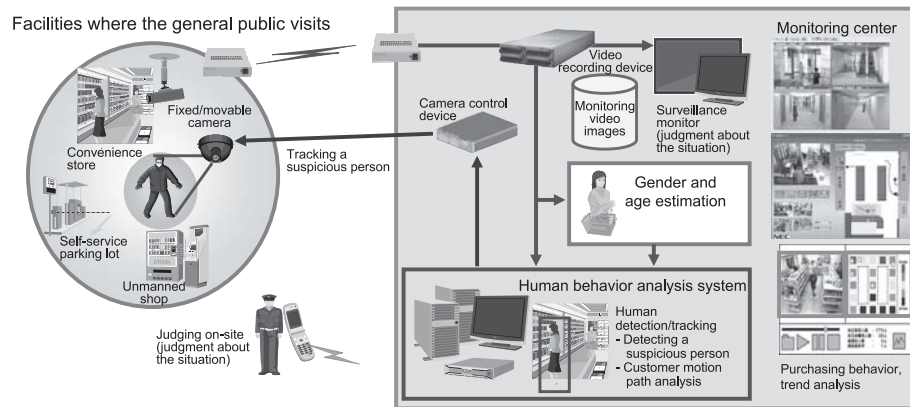 Facilities where the general public visits
Fixed/movable
camera
Convenience
store
Tracking a
suspicious person
Self-service
parking lot
Unmanned
shop
Judging on-site
(judgment about
the situation)
Camera control
device
Video
recording device
Monitoring
video
images
Surveillance
monitor
(judgment about
the situation)
Gender and
age estimation
Human behavior analysis system
Human
detection/tracking
- Detecting a
suspicious person
- Customer motion
path analysis
Monitoring center
Purchasing behavior,
trend analysis